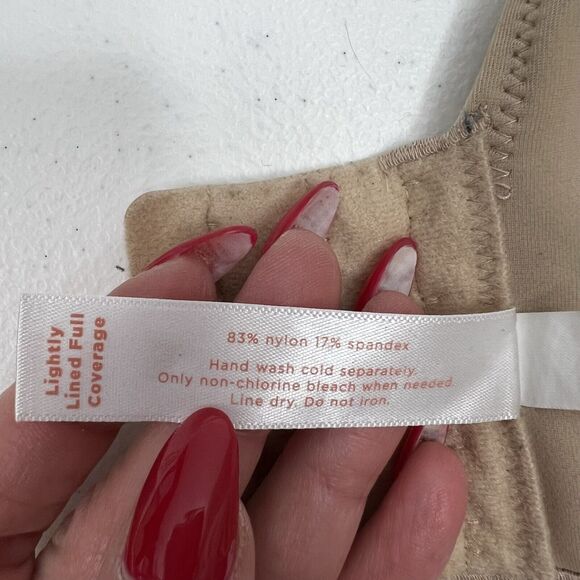 Lightly
Lined Full
Coverage
83% nylon 17% spandex
Hand wash cold separately.
Only non-chlorine bleach when needed.
Line dry. Do not iron.